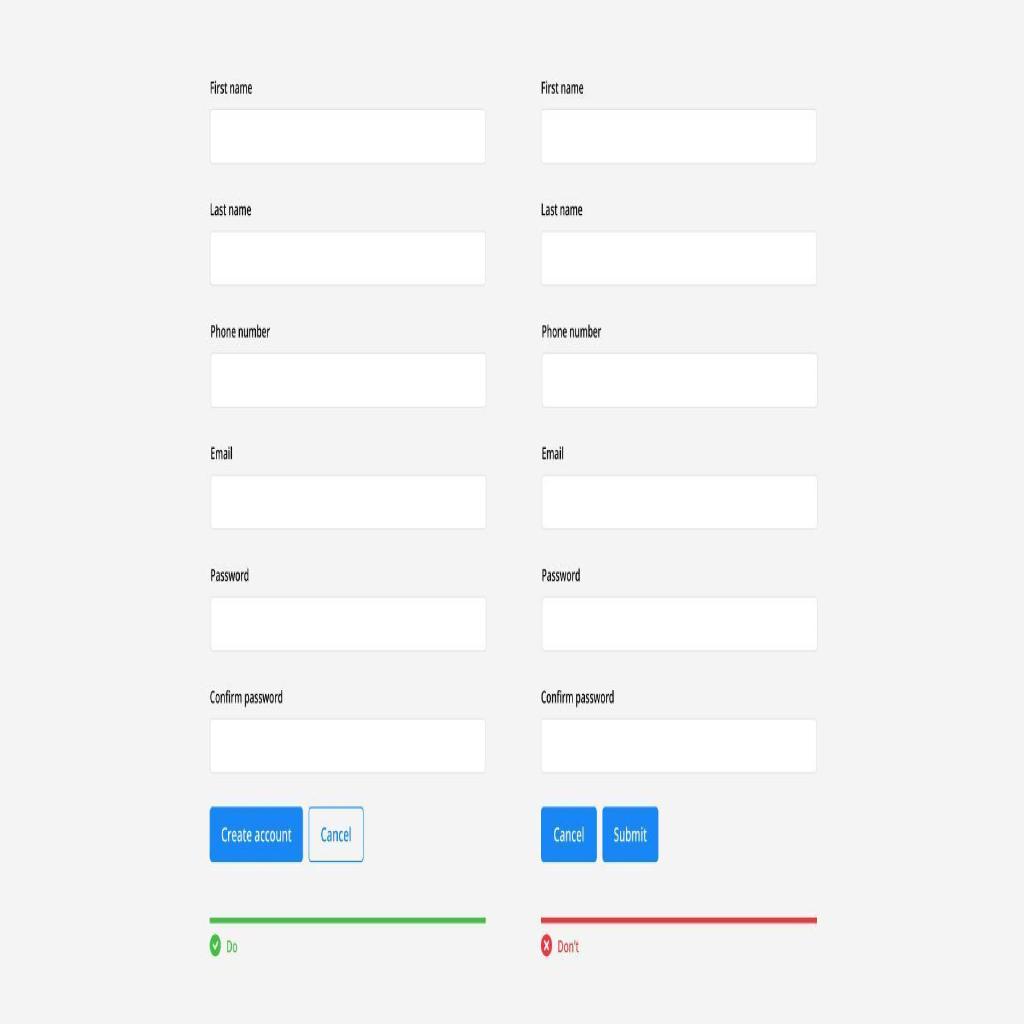 First name
Last name
Phone number
Email
Password
Confirm password
Create account
Cancel
Do
First name
Last name
Phone number
Email
Password
Confirm password
Cancel
Submit
Don't